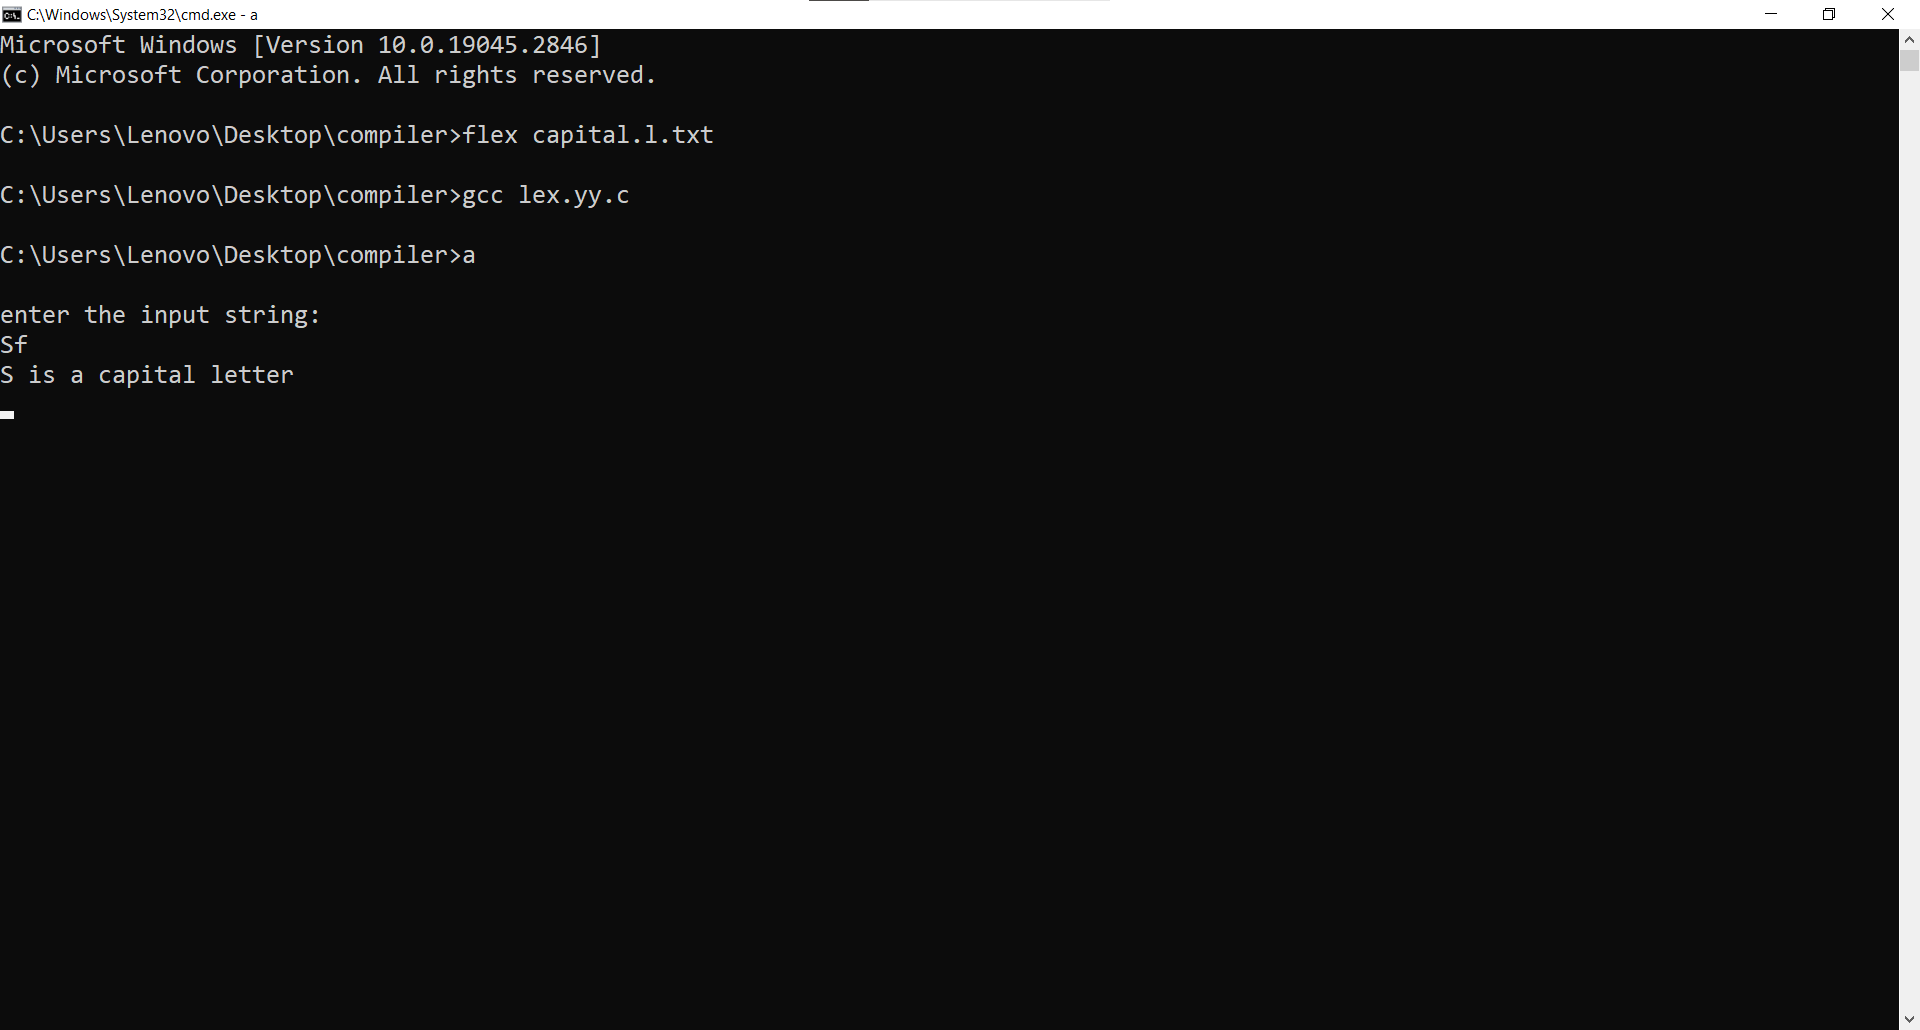 C:\Windows\System32\cmd.exe - a
Microsoft Windows [Version 10.0.19045.2846]
(c) Microsoft Corporation. All rights reserved.
C:\Users\Lenovo\Desktop\compiler>flex capital.l.txt
C:\Users\Lenovo\Desktop\compiler>gcc lex.yy.c
C:\Users\Lenovo\Desktop\compiler>a
enter the input string:
Sf
S is a capital letter